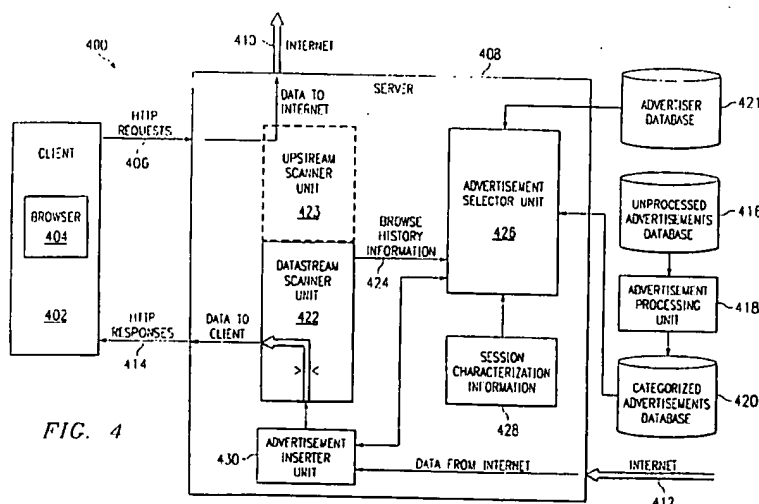 400
410
INTERNET
408
SERVER
DATA TO
INTERNET
HTTP
REQUESTS
406
CLIENT
BROWSER
404
402
UPSTREAM
SCANNER
UNIT
423
DATASTREAM
SCANNER
UNIT
422
BROWSE
HISTORY
INFORMATION
424
ADVERTISEMENT
SELECTOR UNIT
426
ADVERTISER
DATABASE
421
UNPROCESSED
ADVERTISEMENTS
DATABASE
416
ADVERTISEMENT
PROCESSING
UNIT
418
CATEGORIZED
ADVERTISEMENTS
DATABASE
420
HTTP
RESPONSES
414
DATA TO
CLIENT
> <
SESSION
CHARACTERIZATION
INFORMATION
428
FIG. 4
430
ADVERTISEMENT
INSERTER
UNIT
DATA FROM INTERNET
INTERNET
412